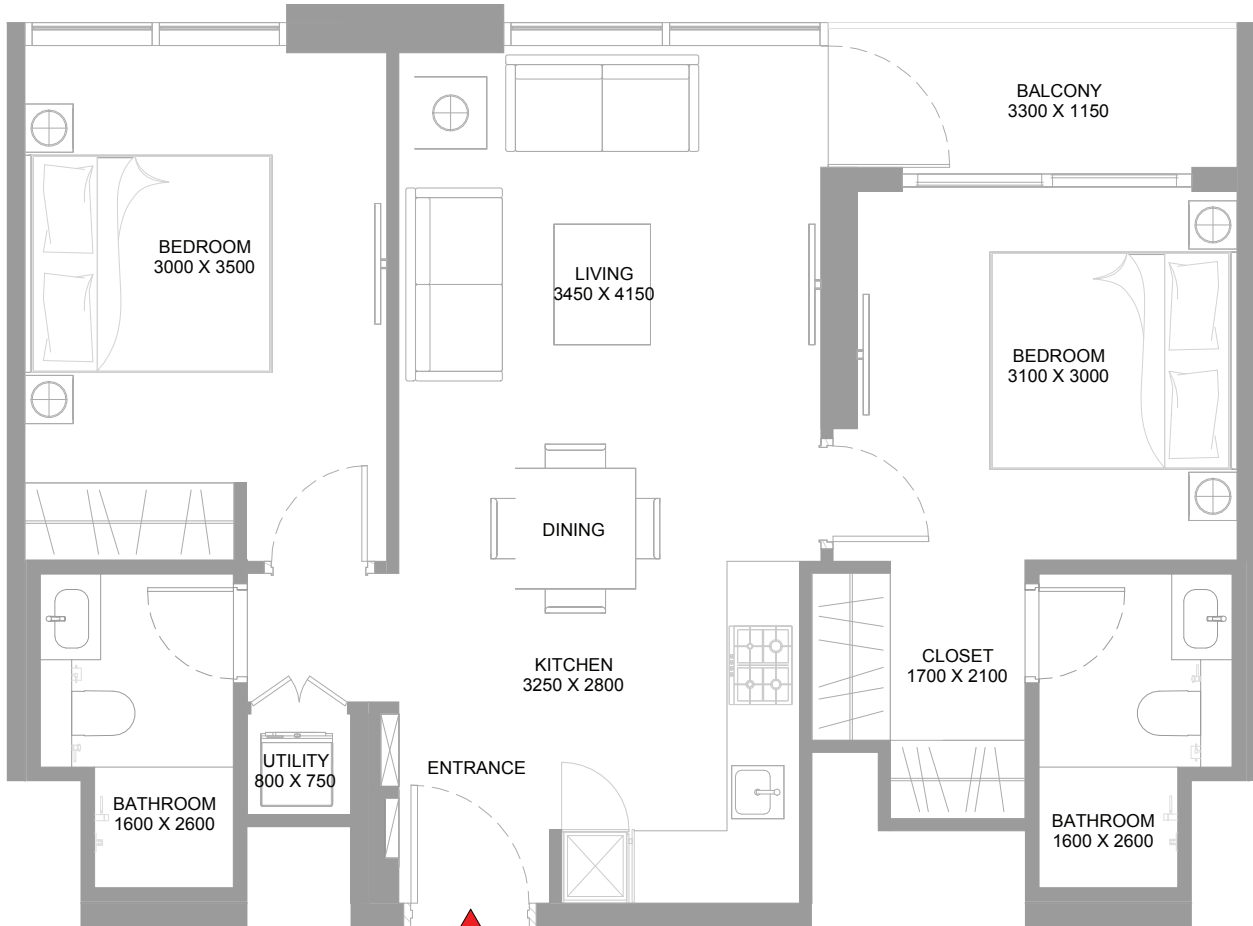 BALCONY
3300 X 1150
BEDROOM
3000 X 3500
LIVING
3450 X 4150
BEDROOM
3100 X 3000
DINING
KITCHEN
3250 X 2800
CLOSET
1700 X 2100
UTILITY
800 X 750
ENTRANCE
BATHROOM
1600 X 2600
BATHROOM
1600 X 2600